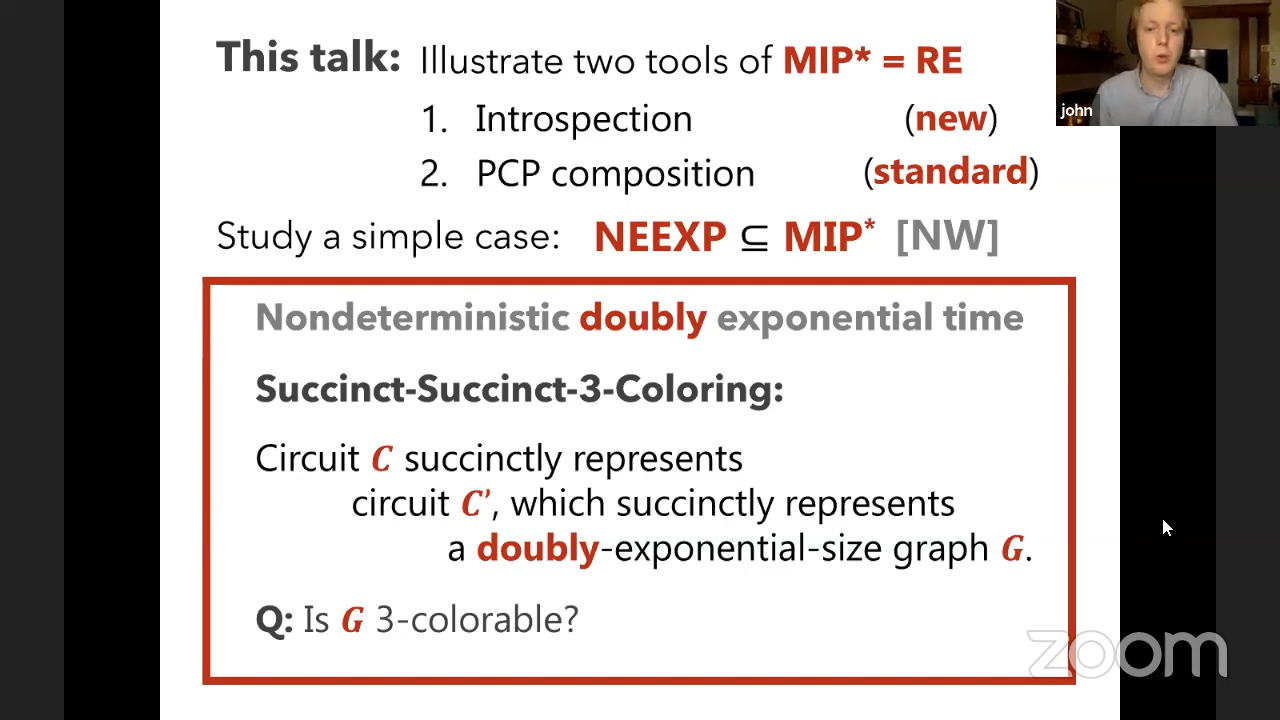 This talk: Illustrate two tools of MIP* = RE
1. Introspection (new)
2. PCP composition (standard)
Study a simple case: NEEXP ⊆ MIP* [NW]
Nondeterministic doubly exponential time
Succinct-Succinct-3-Coloring:
Circuit C succinctly represents
circuit C’, which succinctly represents
a doubly-exponential-size graph G.
Q: Is G 3-colorable?
john
zoom